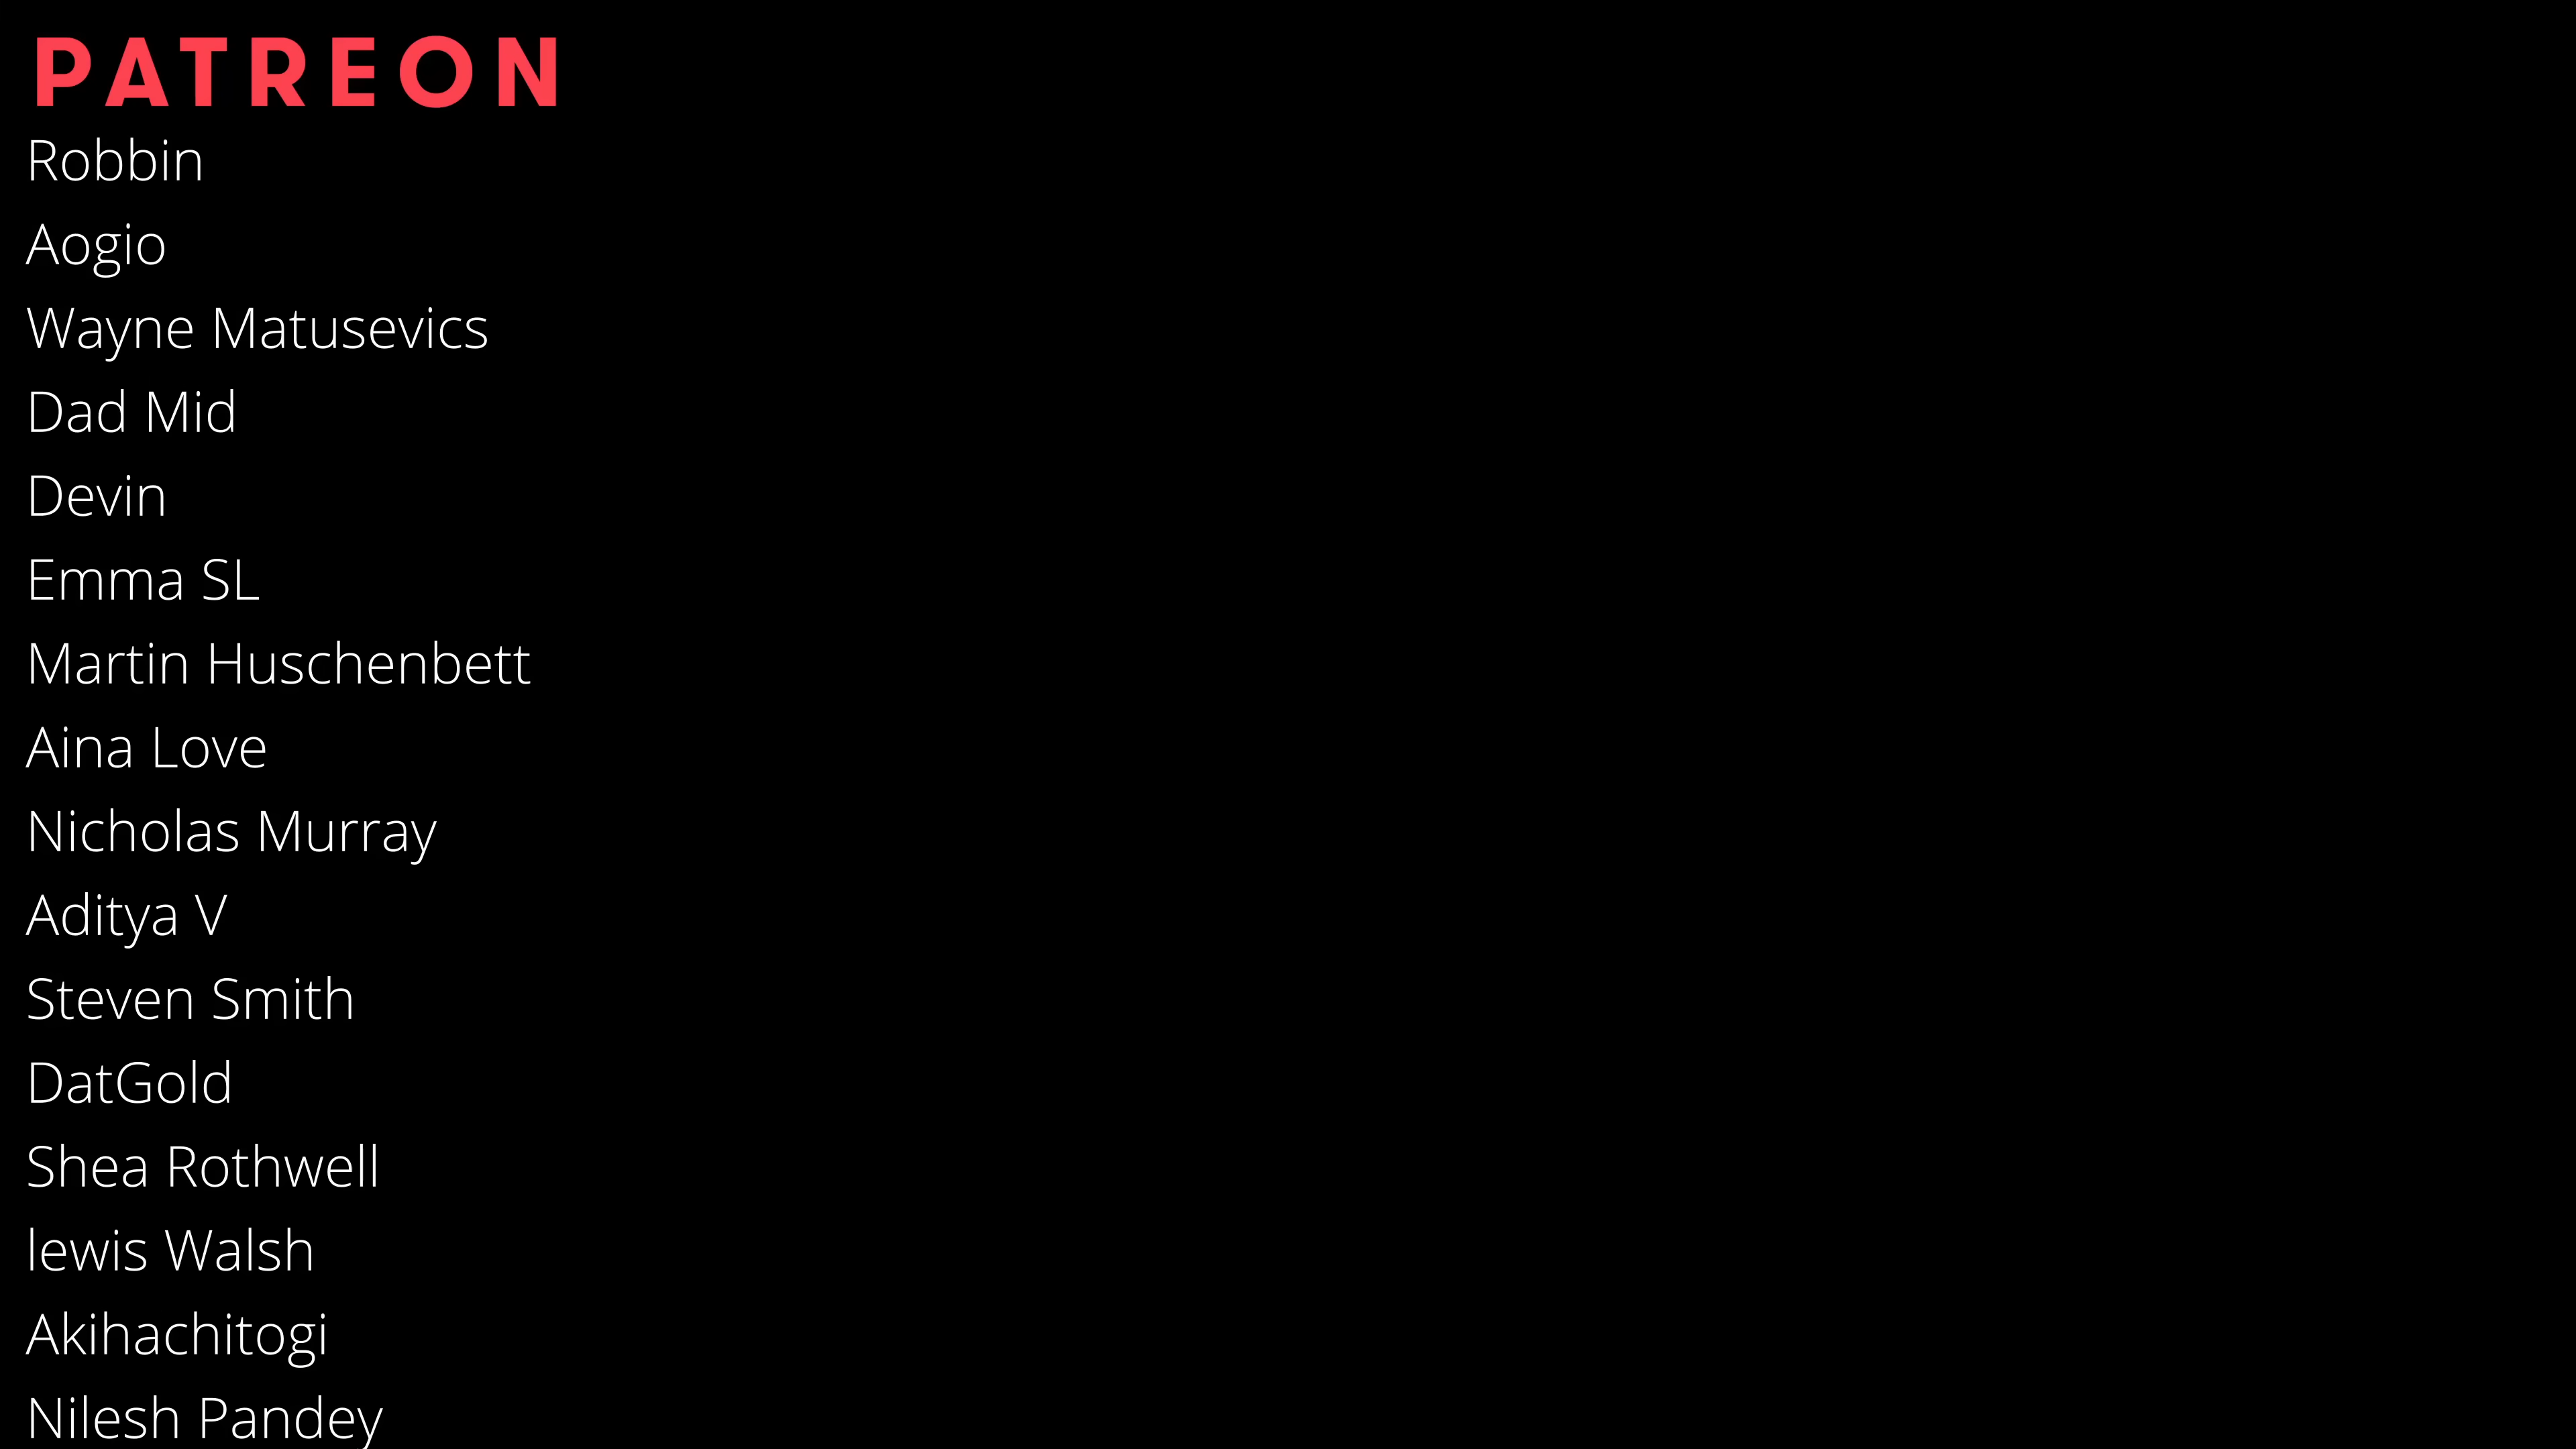 PATREON
Robbin
Aogio
Wayne Matusevics
Dad Mid
Devin
Emma SL
Martin Huschenbett
Aina Love
Nicholas Murray
Aditya V
Steven Smith
DatGold
Shea Rothwell
lewis Walsh
Akihachitogi
Nilesh Pandey